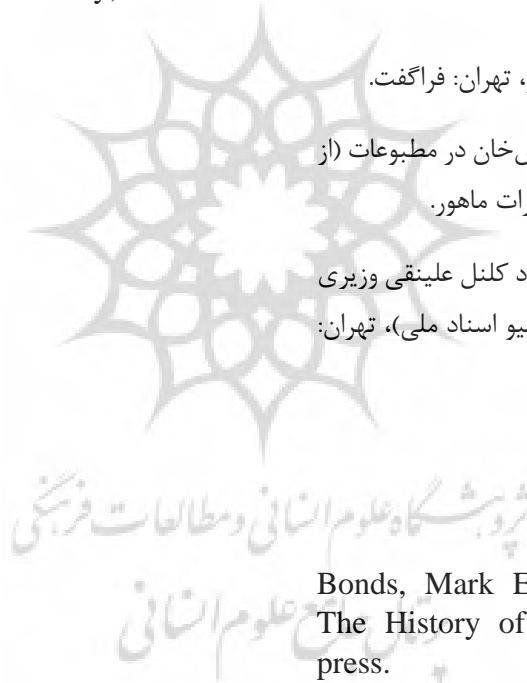 ، تهران: فراگفت.
خان در مطبوعات (از
رات ماهور.
د کلنل علینقی وزیری
یو اسناد ملی)، تهران:
پژوهشگاه علوم انسانی و مطالعات فرهنگی
پرتال جامع علوم انسانی
Bonds, Mark E
The History of
press.